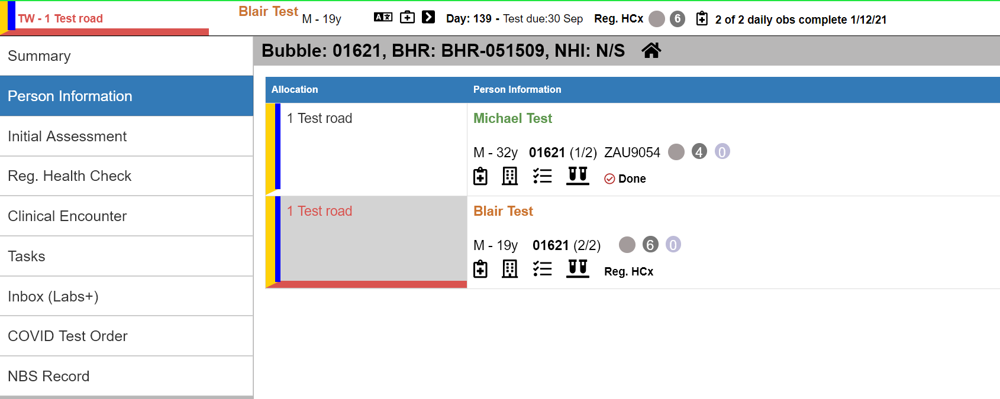 TW - 1 Test road
Blair Test M - 19y
Day: 139 - Test due:30 Sep Reg. HCx 6 2 of 2 daily obs complete 1/12/21
Summary
Person Information
Initial Assessment
Reg. Health Check
Clinical Encounter
Tasks
Inbox (Labs+)
COVID Test Order
NBS Record
Bubble: 01621, BHR: BHR-051509, NHI: N/S
Allocation Person Information
1 Test road
Michael Test
M - 32y 01621 (1/2) ZAU9054 4 0
Done
1 Test road
Blair Test
M - 19y 01621 (2/2) 6 0
Reg. HCx